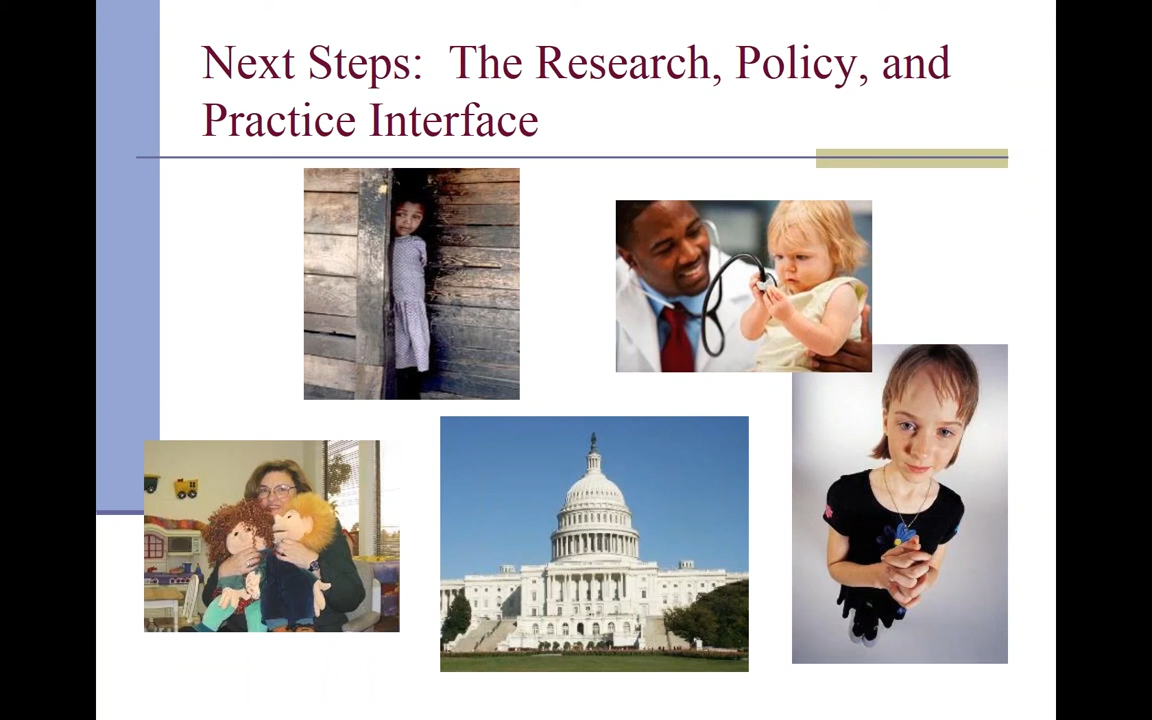 Next Steps:  The Research, Policy, and
Practice Interface